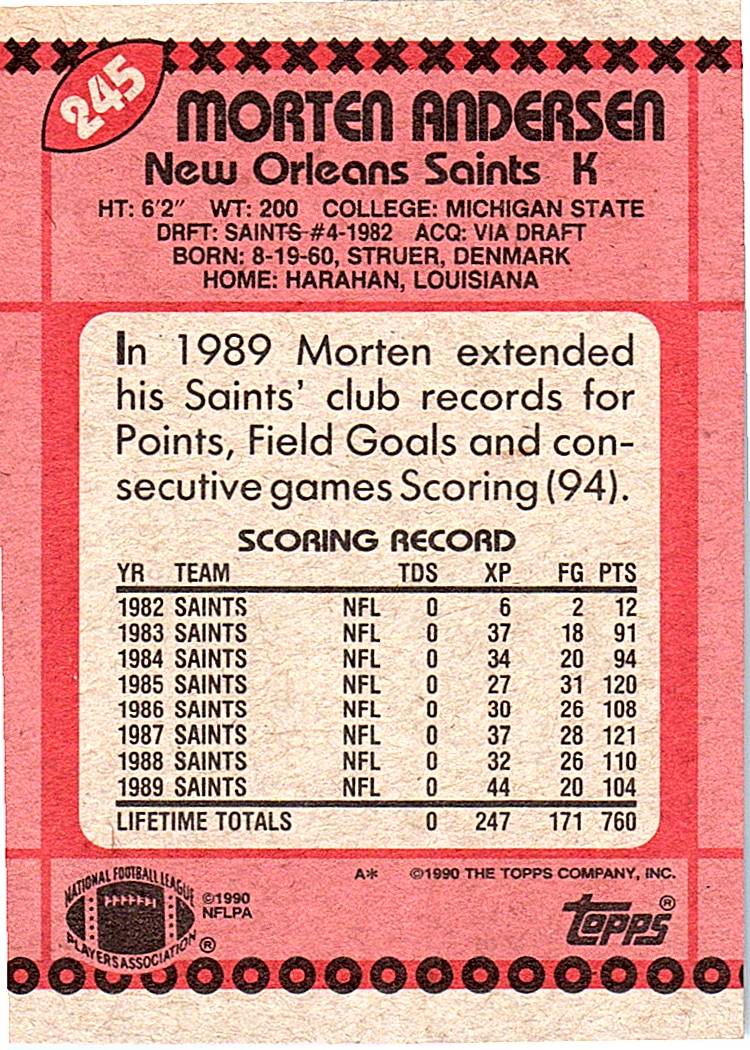 245
MORTEN ANDERSEN
New Orleans Saints K
HT: 6'2" WT: 200 COLLEGE: MICHIGAN STATE
DRFT: SAINTS-#4-1982 ACQ: VIA DRAFT
BORN: 8-19-60, STRUER, DENMARK
HOME: HARAHAN, LOUISIANA
In 1989 Morten extended
his Saints' club records for
Points, Field Goals and con-
secutive games Scoring (94).
SCORING RECORD
YR TEAM TDS XP FG PTS
1982 SAINTS NFL 0 6 2 12
1983 SAINTS NFL 0 37 18 91
1984 SAINTS NFL 0 34 20 94
1985 SAINTS NFL 0 27 31 120
1986 SAINTS NFL 0 30 26 108
1987 SAINTS NFL 0 37 28 121
1988 SAINTS NFL 0 32 26 110
1989 SAINTS NFL 0 44 20 104
LIFETIME TOTALS 0 247 171 760
A* ©1990 THE TOPPS COMPANY, INC.
NATIONAL FOOTBALL LEAGUE
PLAYERS ASSOCIATION ®
©1990
NFLPA
topps ®